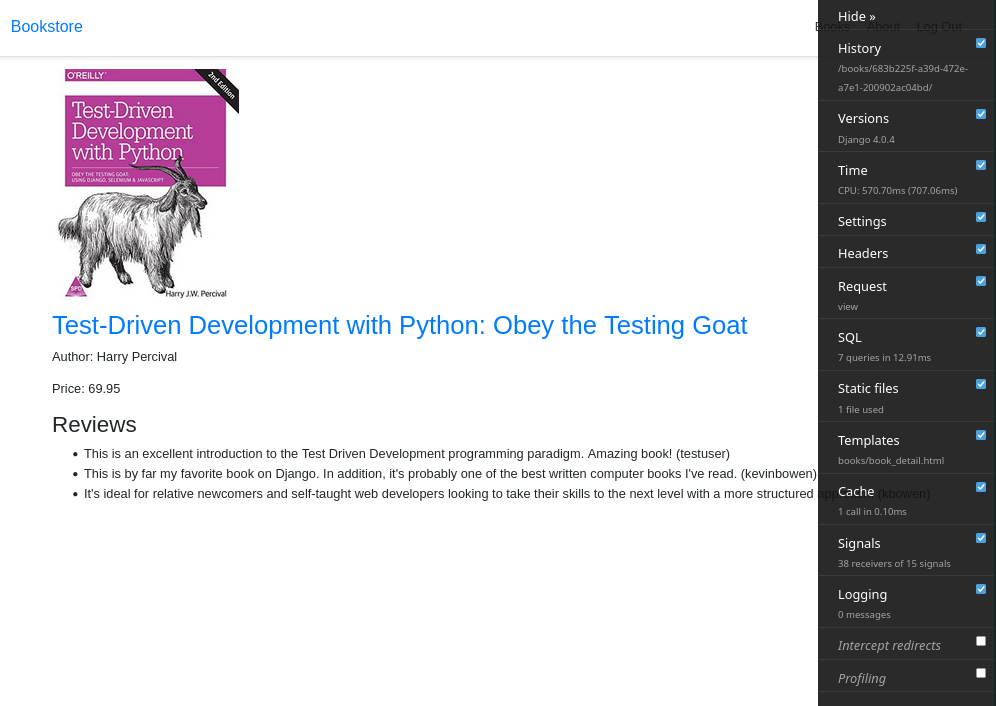 Bookstore
Books About Log Out
O'REILLY
2nd Edition
Test-Driven
Development
with Python
OBEY THE TESTING GOAT:
USING DJANGO, SELENIUM & JAVASCRIPT
SPD
Harry J.W. Percival
Test-Driven Development with Python: Obey the Testing Goat
Author: Harry Percival
Price: 69.95
Reviews
This is an excellent introduction to the Test Driven Development programming paradigm. Amazing book! (testuser)
This is by far my favorite book on Django. In addition, it's probably one of the best written computer books I've read. (kevinbowen)
It's ideal for relative newcomers and self-taught web developers looking to take their skills to the next level with a more structured (kbowen)
Hide »
History
/books/683b225f-a39d-472e-
a7e1-200902ac04bd/
Versions
Django 4.0.4
Time
CPU: 570.70ms (707.06ms)
Settings
Headers
Request
view
SQL
7 queries in 12.91ms
Static files
1 file used
Templates
books/book_detail.html
Cache
1 call in 0.10ms
Signals
38 receivers of 15 signals
Logging
0 messages
Intercept redirects
Profiling